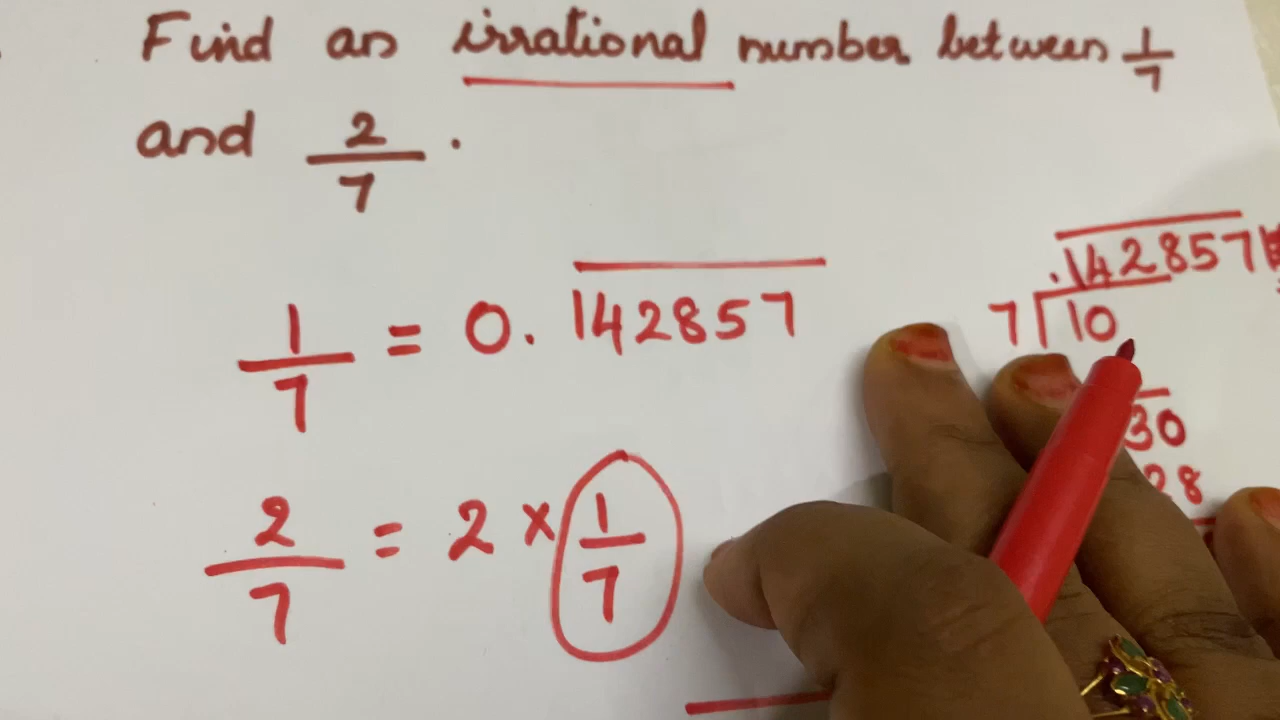 Find an irrational number between 1/7
and 2/7 .
1/7 = 0. 142857
2/7 = 2 × 1/7
.142857
7 10
30
28